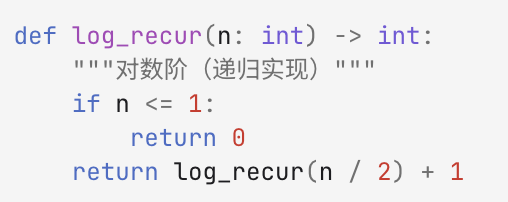 def log_recur(n: int) -> int:
    """对数阶（递归实现）"""
    if n <= 1:
        return 0
    return log_recur(n / 2) + 1